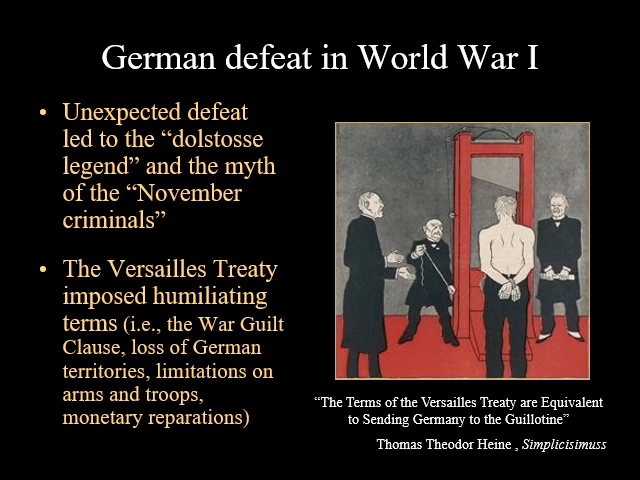 German defeat in World War I
• Unexpected defeat
led to the “dolstosse
legend” and the myth
of the “November
criminals”
• The Versailles Treaty
imposed humiliating
terms (i.e., the War Guilt
Clause, loss of German
territories, limitations on
arms and troops,
monetary reparations)
“The Terms of the Versailles Treaty are Equivalent
to Sending Germany to the Guillotine”
Thomas Theodor Heine , Simplicisimuss